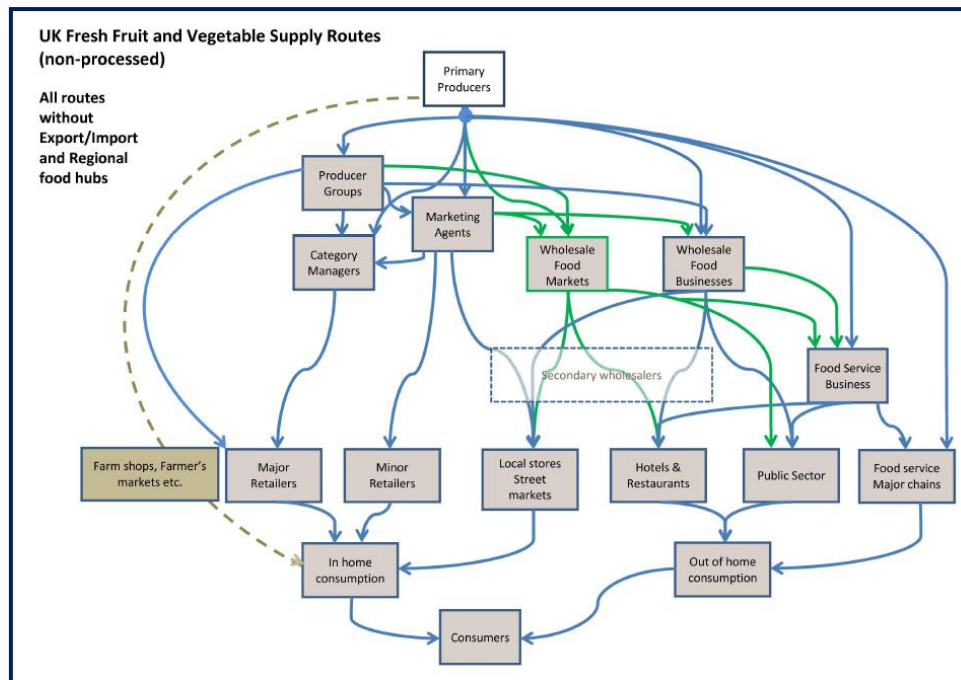 UK Fresh Fruit and Vegetable Supply Routes
(non-processed)
All routes
without
Export/Import
and Regional
food hubs
Primary
Producers
Producer
Groups
Marketing
Agents
Category
Managers
Wholesale
Food
Markets
Wholesale
Food
Businesses
Secondary wholesalers
Food Service
Business
Farm shops, Farmer's
markets etc.
Major
Retailers
Minor
Retailers
Local stores
Street
markets
Hotels &
Restaurants
Public Sector
Food service
Major chains
In home
consumption
Out of home
consumption
Consumers